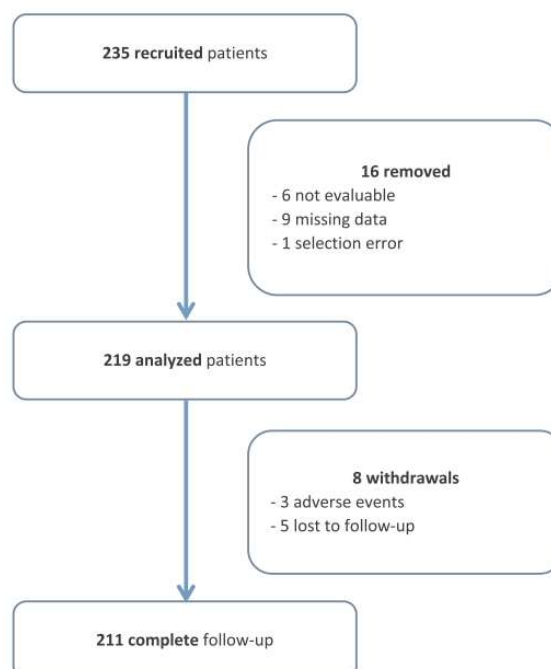 235 recruited patients
16 removed
- 6 not evaluable
- 9 missing data
- 1 selection error
219 analyzed patients
8 withdrawals
- 3 adverse events
- 5 lost to follow-up
211 complete follow-up